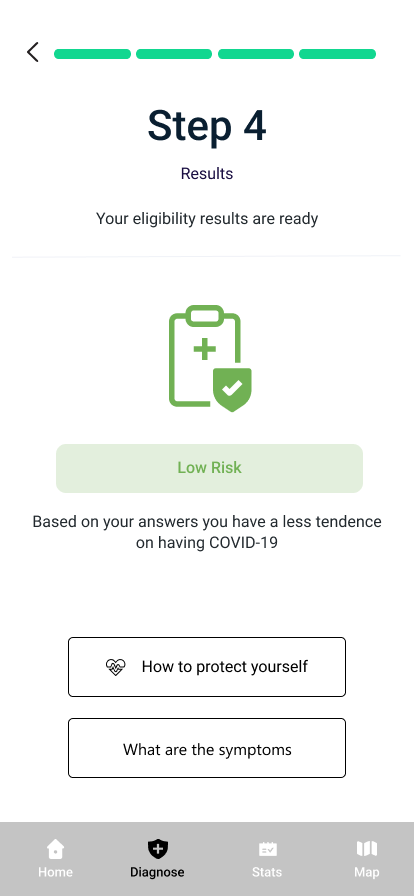 Step 4
Results
Your eligibility results are ready
Low Risk
Based on your answers you have a less tendence
on having COVID-19
How to protect yourself
What are the symptoms
Home
Diagnose
Stats
Map